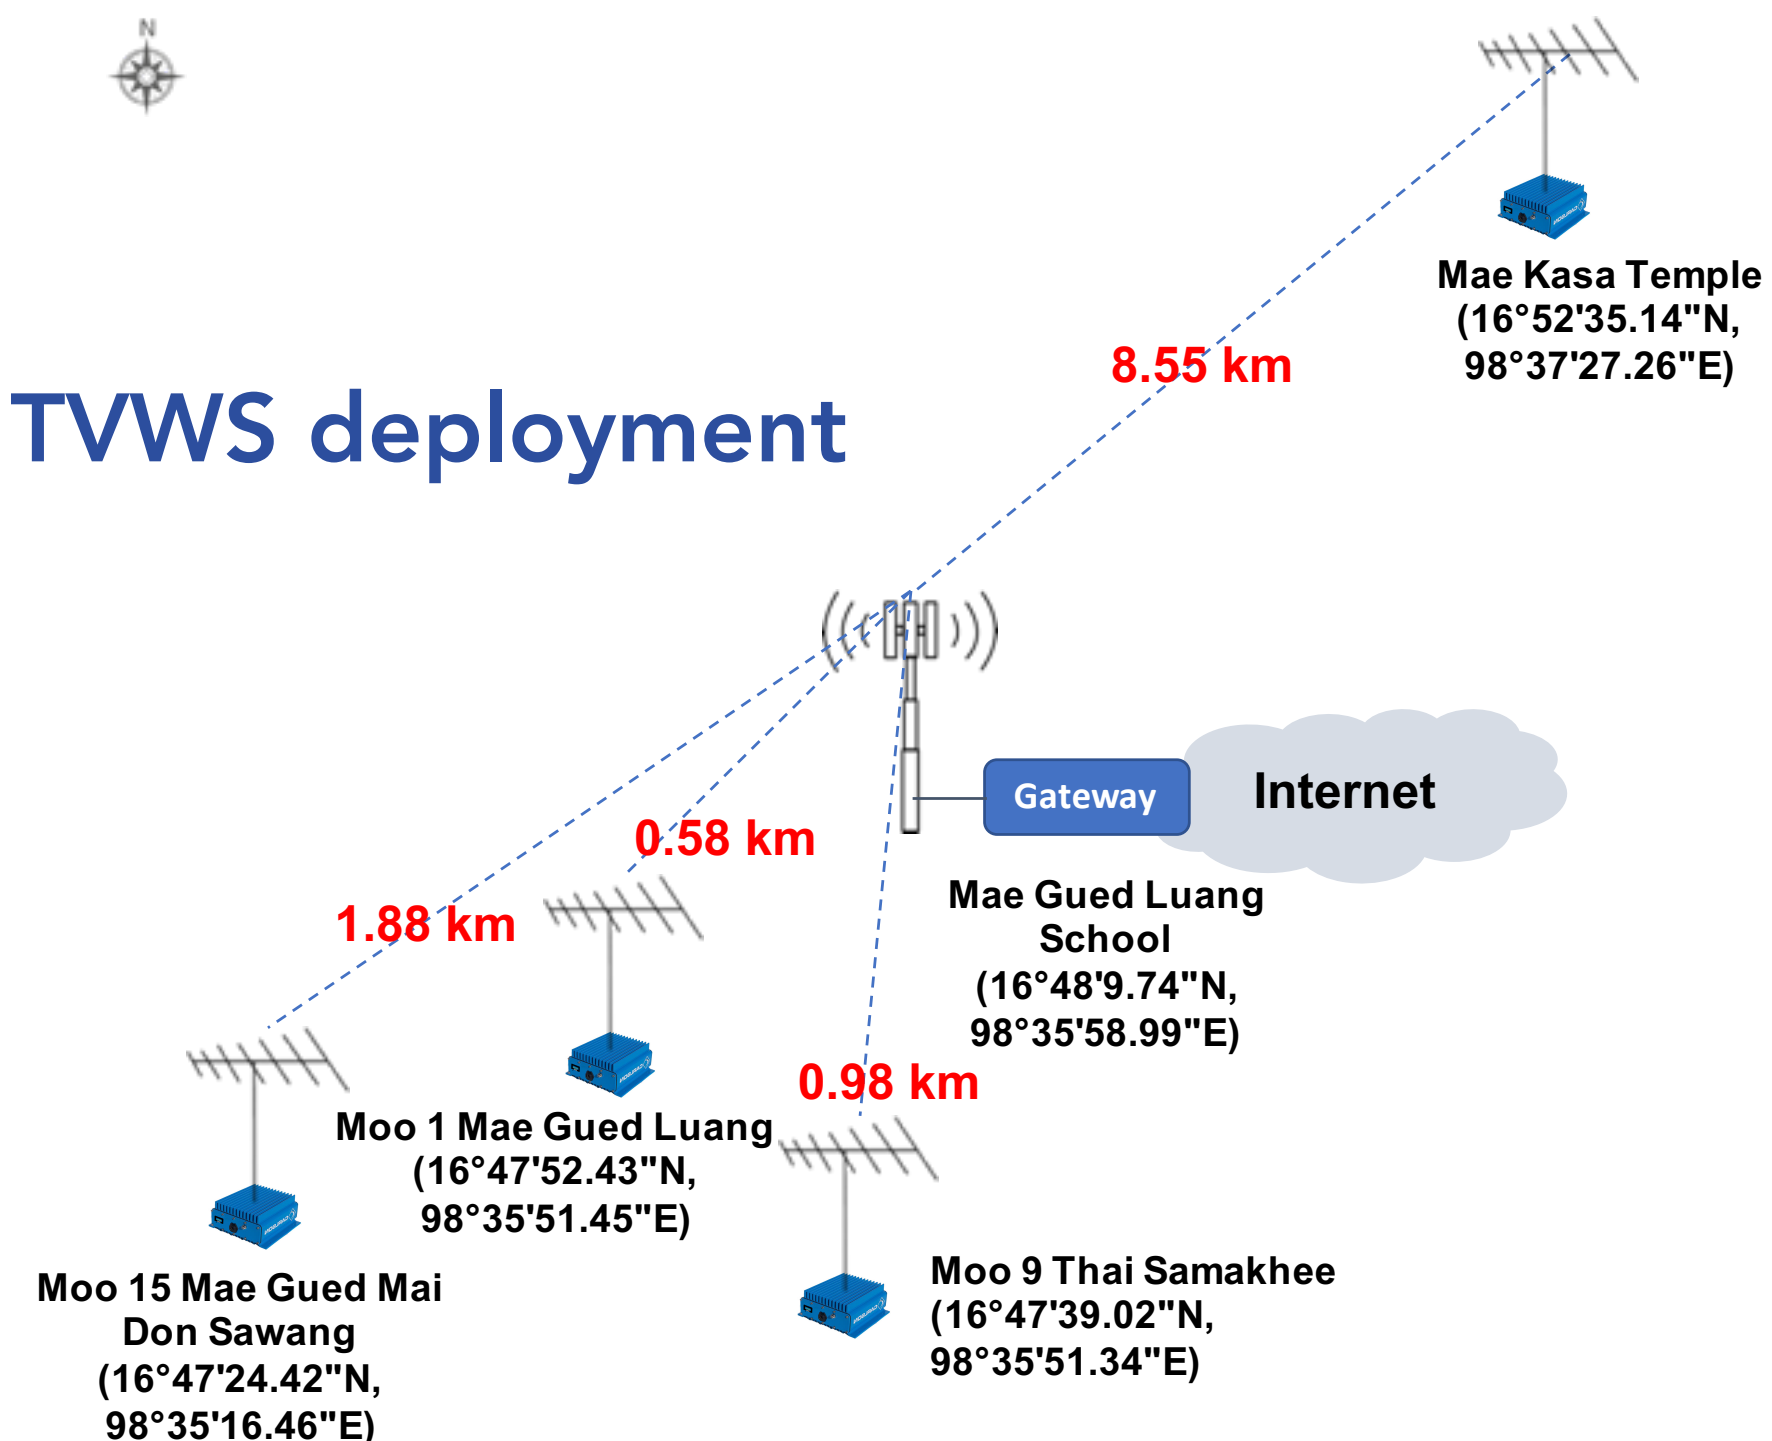 N
Mae Kasa Temple
(16°52'35.14"N,
98°37'27.26"E)
8.55 km
TVWS deployment
Gateway
Internet
0.58 km
1.88 km
Mae Gued Luang
School
(16°48'9.74"N,
98°35'58.99"E)
0.98 km
Moo 1 Mae Gued Luang
(16°47'52.43"N,
98°35'51.45"E)
Moo 9 Thai Samakhee
(16°47'39.02"N,
98°35'51.34"E)
Moo 15 Mae Gued Mai
Don Sawang
(16°47'24.42"N,
98°35'16.46"E)